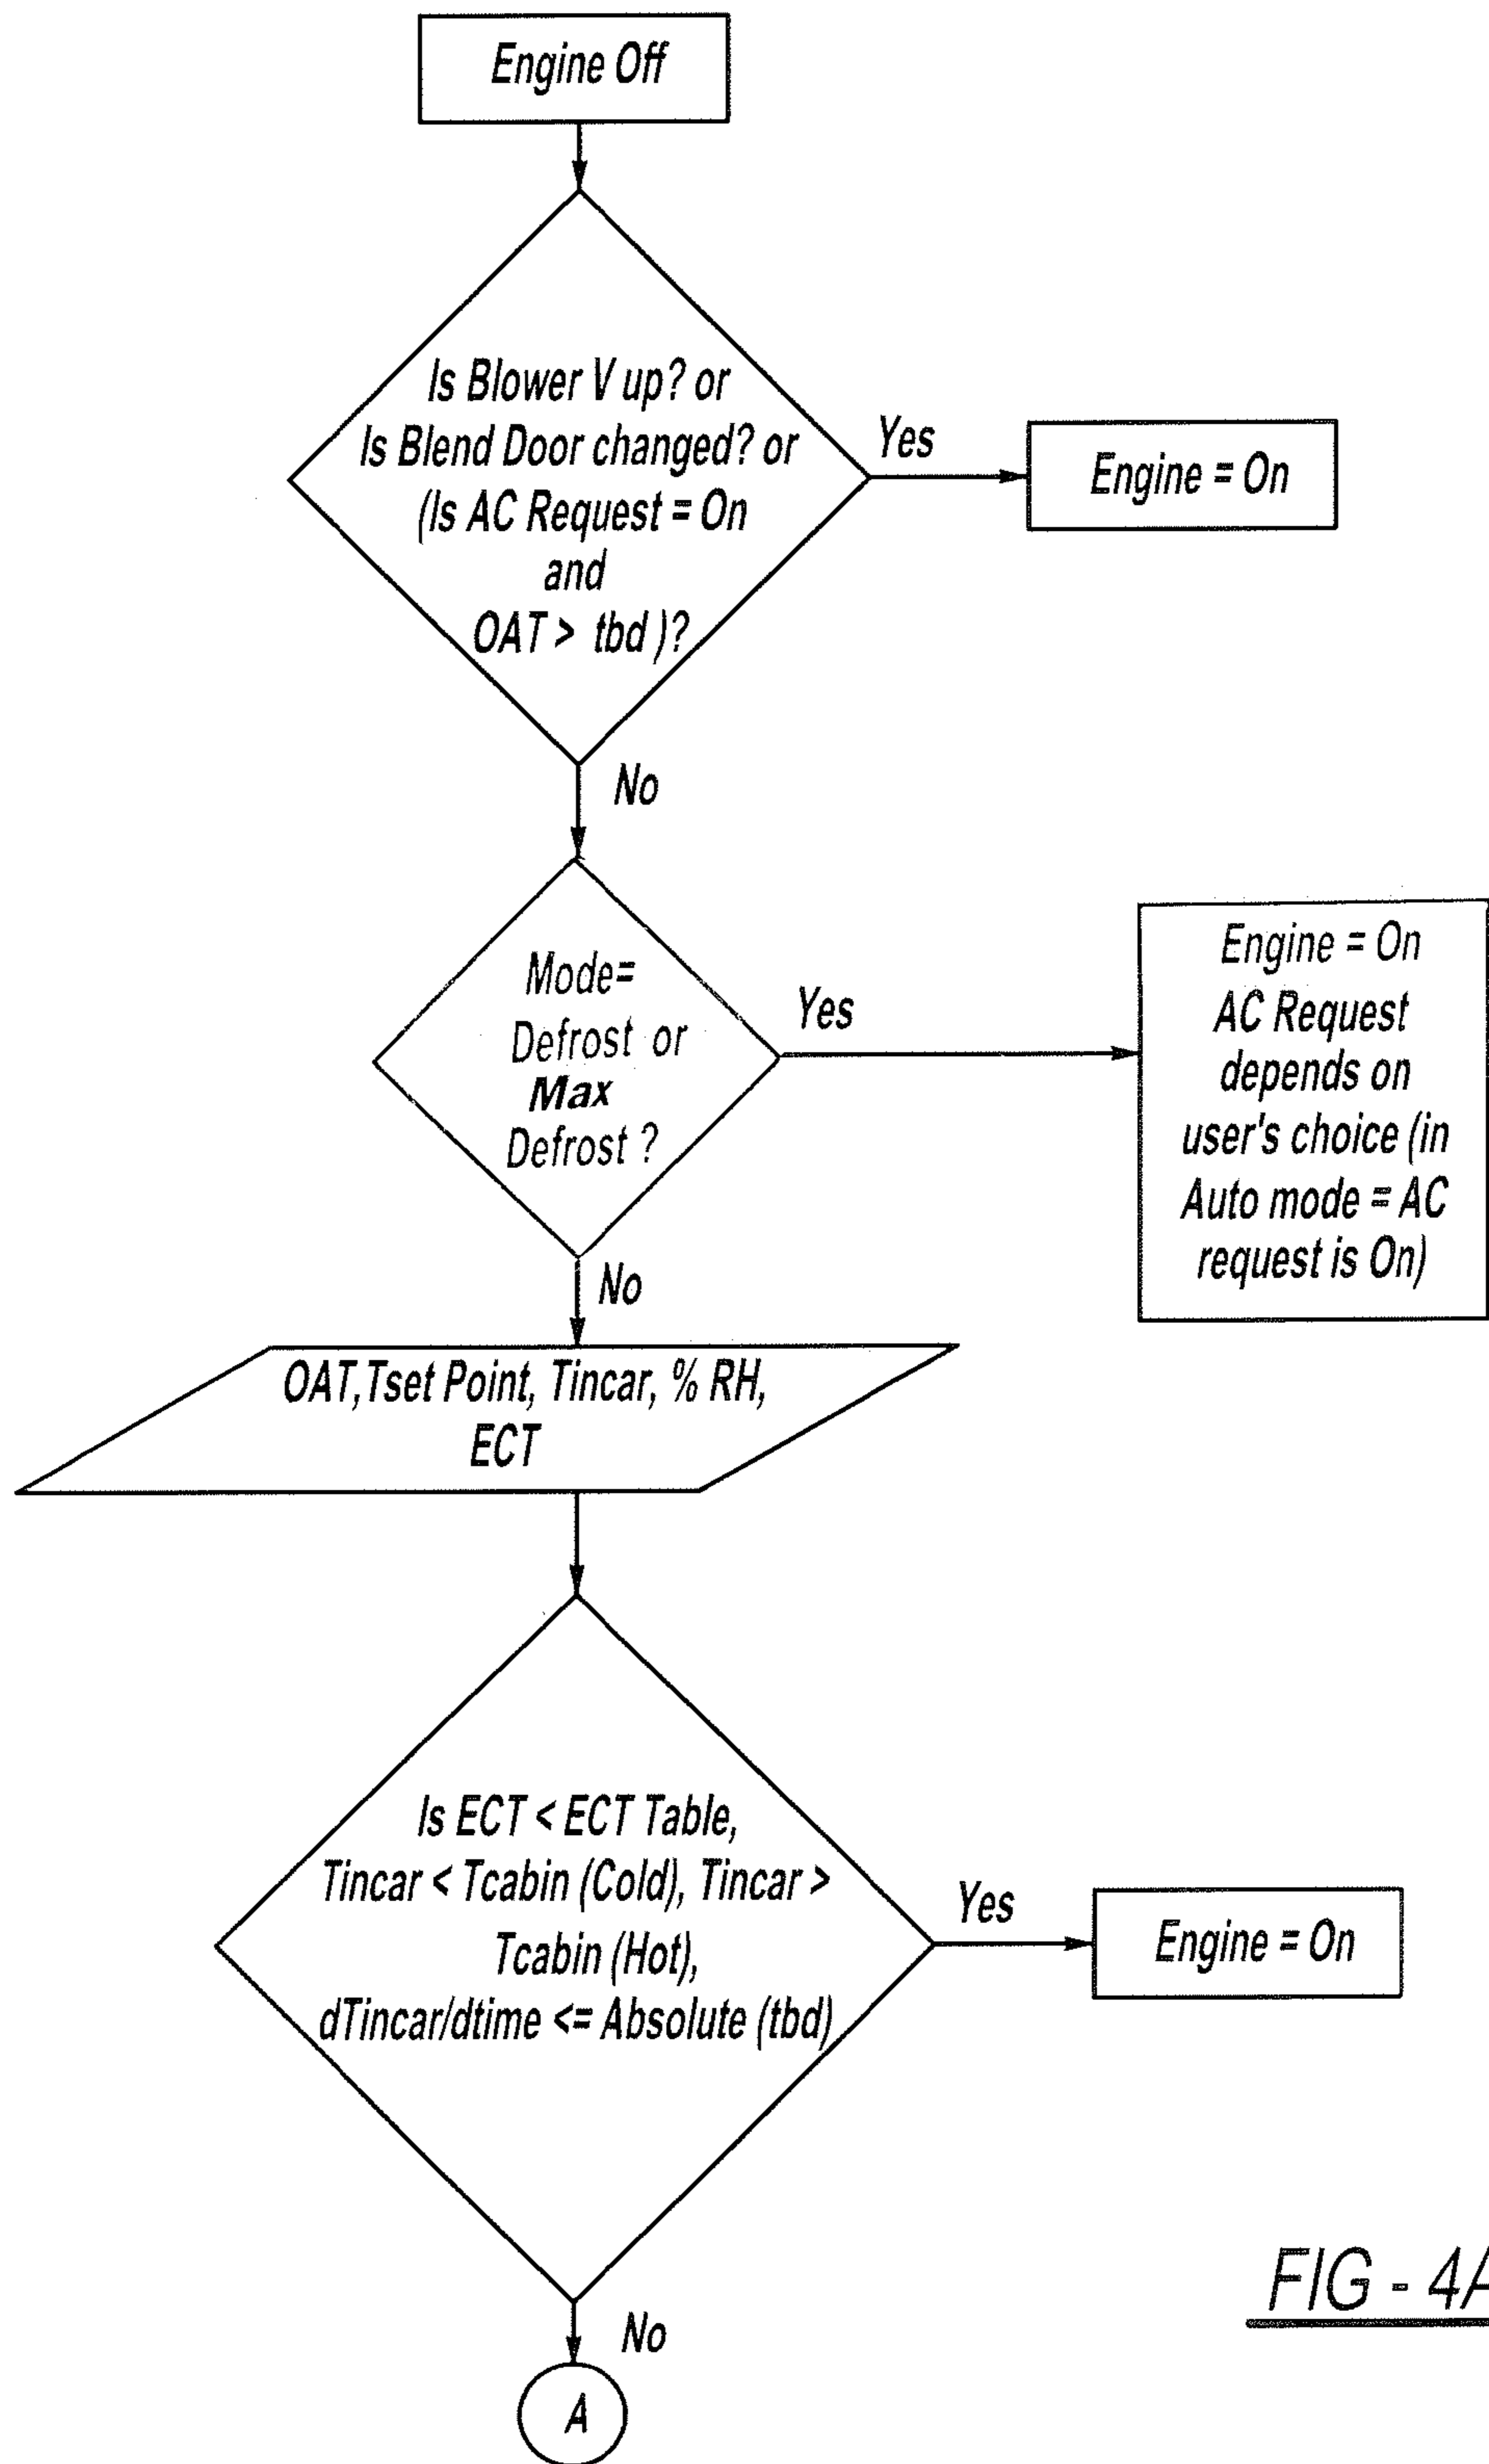 Engine Off
Is Blower V up? or
Is Blend Door changed? or
(Is AC Request = On
and
OAT > tbd )?
Yes
Engine = On
No
Mode=
Defrost or
Max
Defrost ?
Yes
Engine = On
AC Request
depends on
user's choice (in
Auto mode = AC
request is On)
No
OAT,Tset Point, Tincar, % RH,
ECT
Is ECT < ECT Table,
Tincar < Tcabin (Cold), Tincar >
Tcabin (Hot),
dTincar/dtime <= Absolute (tbd)
Yes
Engine = On
No
A
FIG - 4A